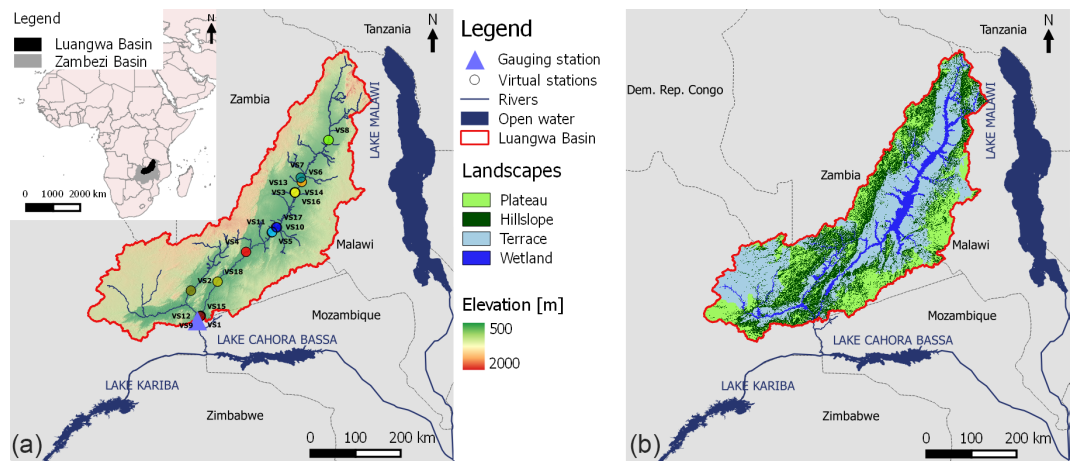 Legend
Luangwa Basin
Zambezi Basin
N
0 1000 2000 km
N
Tanzania
Zambia
LAKE MALAWI
VS8
VS7
VS6
VS13
VS3
VS14
VS16
VS11
VS17
VS10
VS4
VS5
Malawi
VS18
VS2
VS15
VS12
VS9
VS1
Mozambique
LAKE CAHORA BASSA
LAKE KARIBA
Zimbabwe
(a)
0 100 200 km
Legend
Gauging station
Virtual stations
Rivers
Open water
Luangwa Basin
Landscapes
Plateau
Hillslope
Terrace
Wetland
Elevation [m]
500
2000
N
Tanzania
Dem. Rep. Congo
LAKE MALAWI
Zambia
Malawi
Mozambique
LAKE CAHORA BASSA
LAKE KARIBA
Zimbabwe
(b)
0 100 200 km